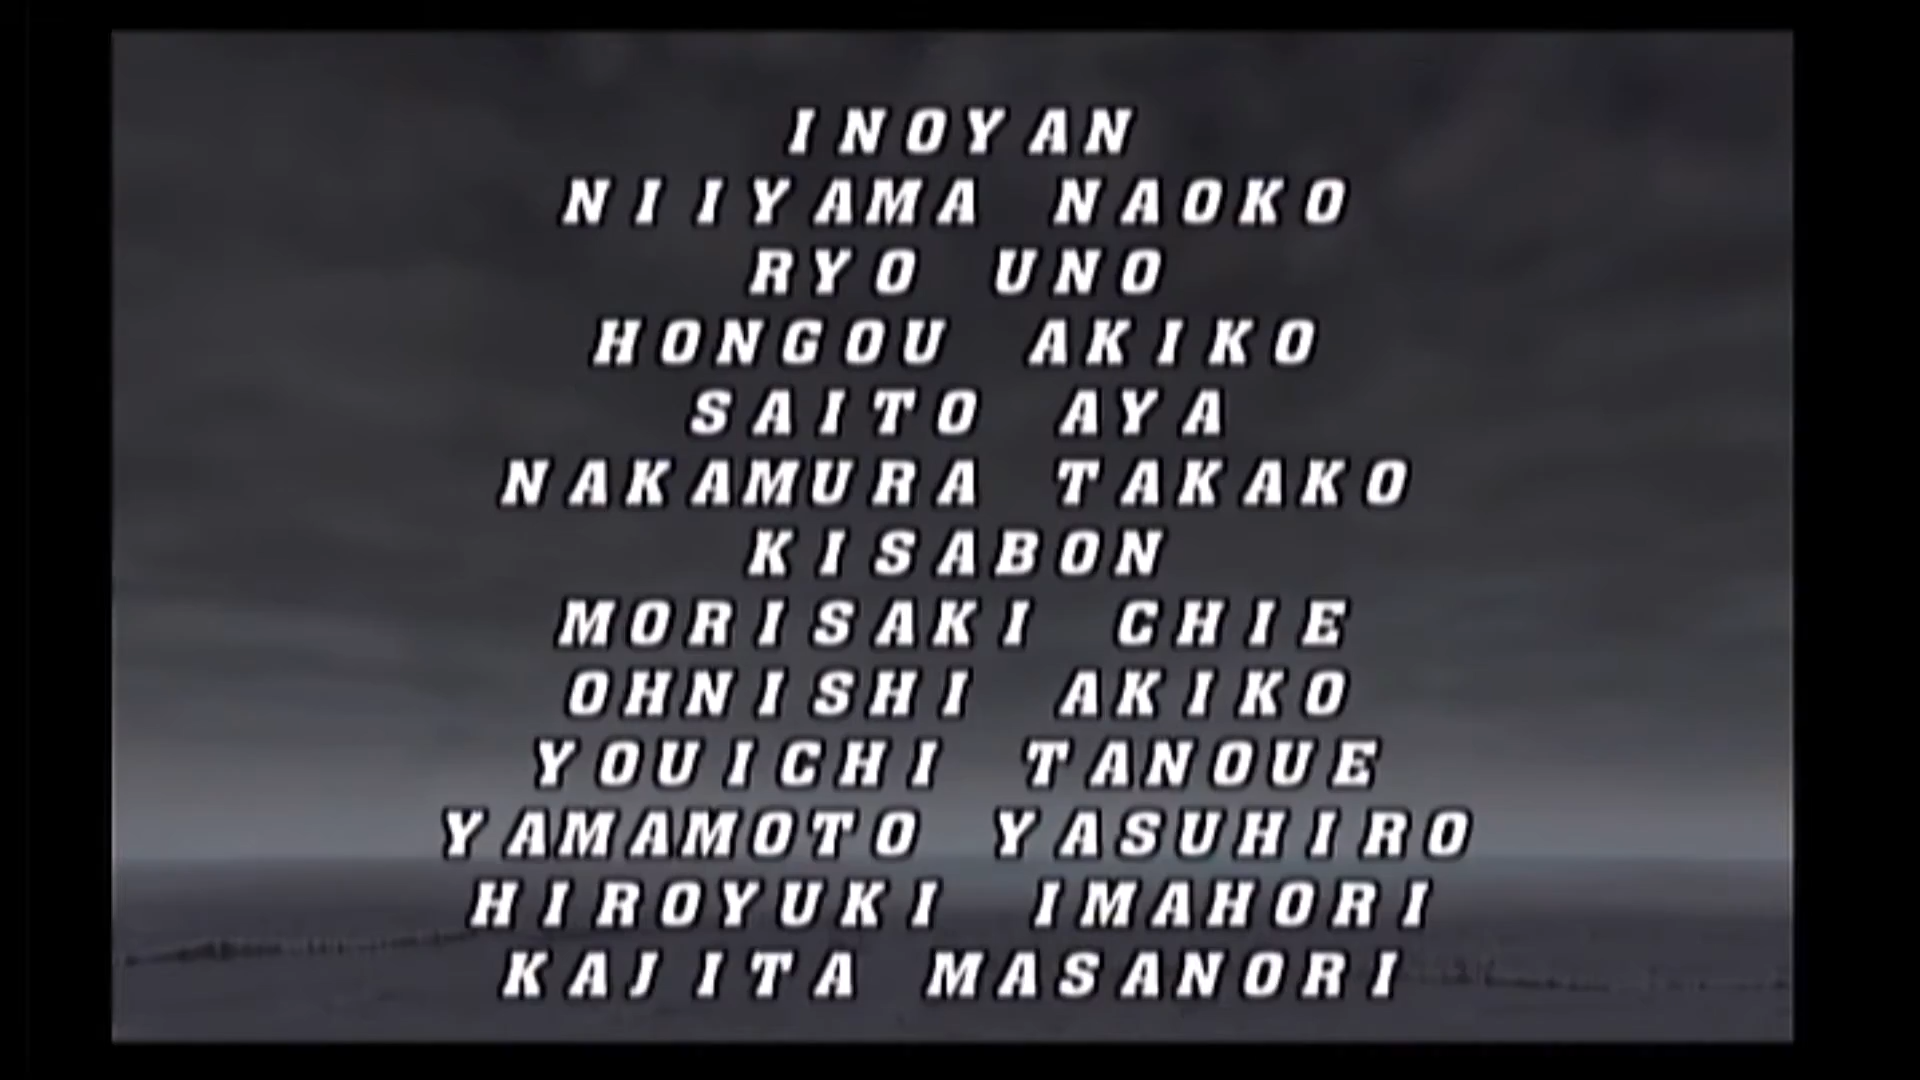 INOYAN
NIIYAMA NAOKO
RYO UNO
HONGOU AKIKO
SAITO AYA
NAKAMURA TAKAKO
KISABON
MORISAKI CHIE
OHNISHI AKIKO
YOUICHI TANOUE
YAMAMOTO YASUHIRO
HIROYUKI IMAHORI
KAJITA MASANORI